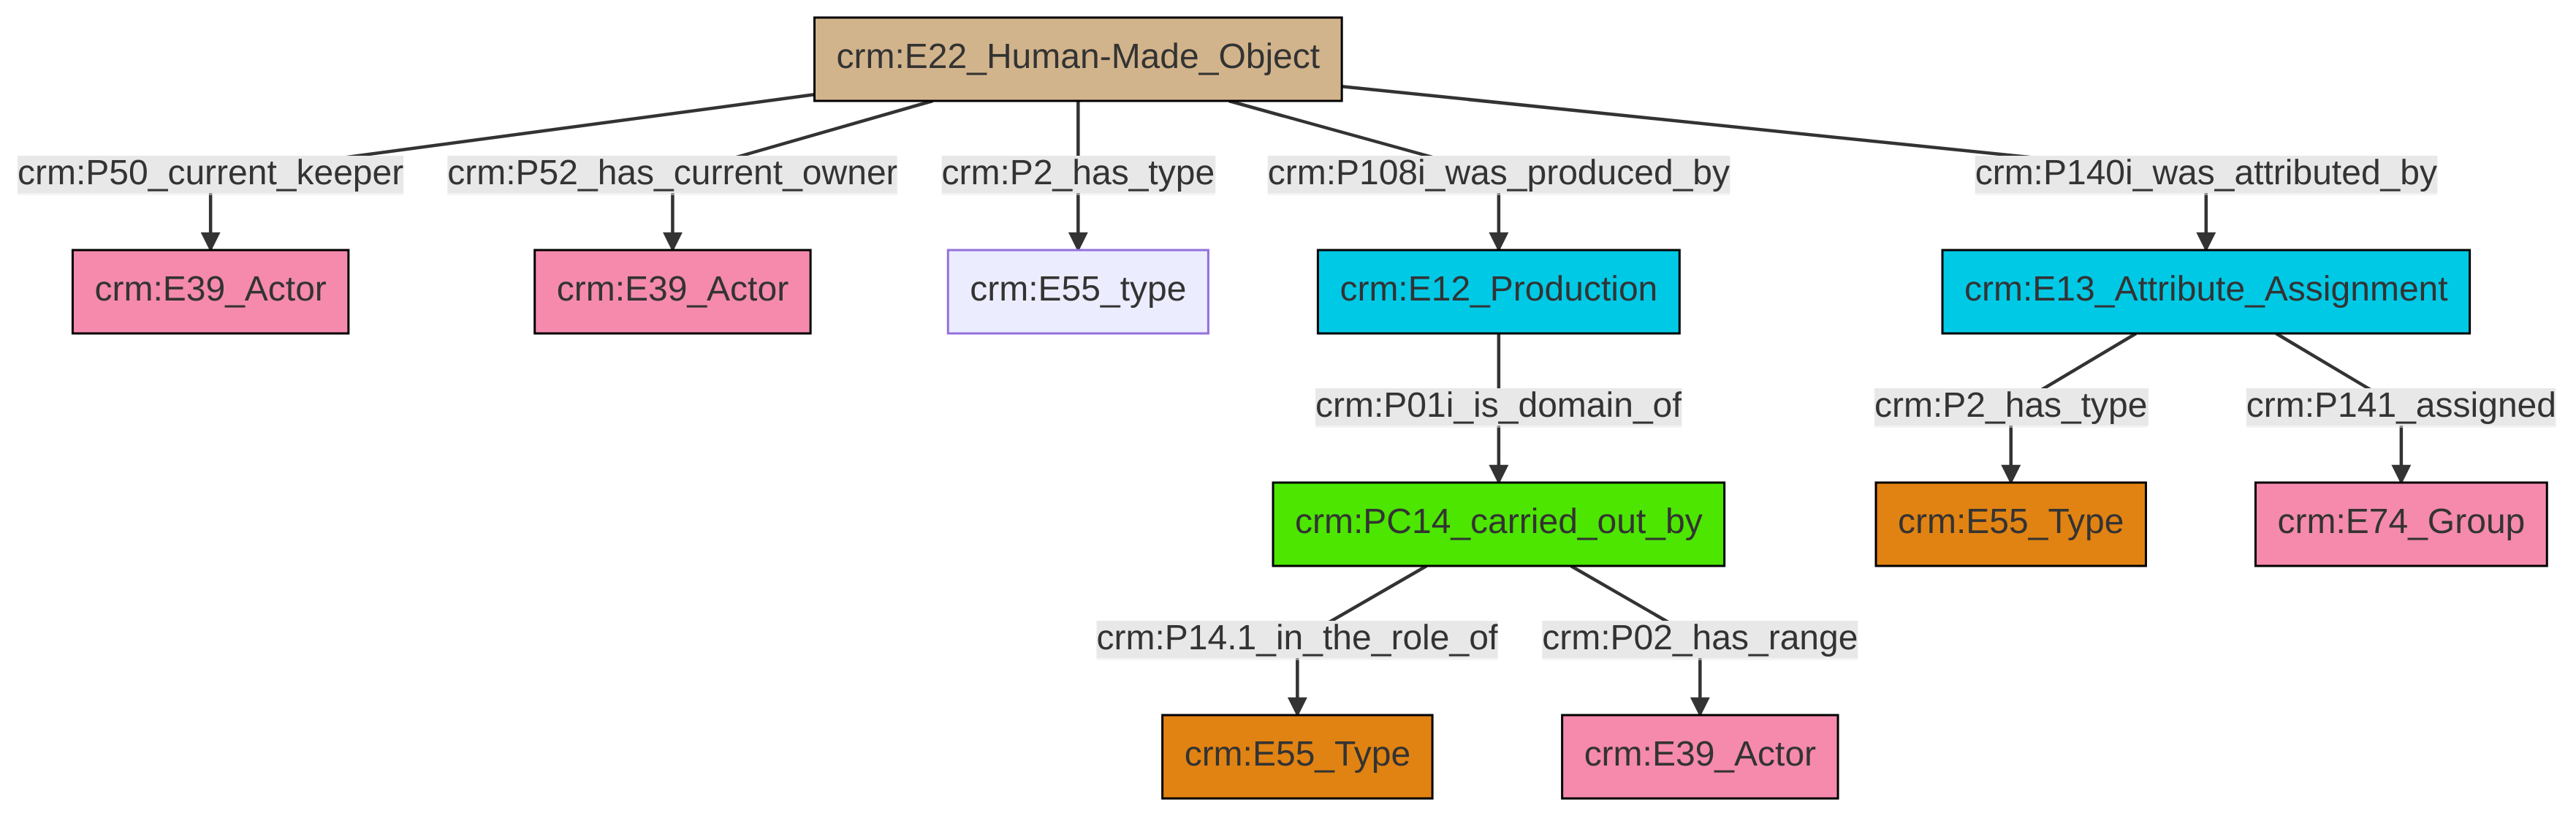 crm:E22_Human-Made_Object
crm:P50_current_keeper
crm:P52_has_current_owner
crm:P2_has_type
crm:P108i_was_produced_by
crm:P140i_was_attributed_by
crm:E39_Actor
crm:E39_Actor
crm:E55_type
crm:E12_Production
crm:E13_Attribute_Assignment
crm:P01i_is_domain_of
crm:P2_has_type
crm:P141_assigned
crm:PC14_carried_out_by
crm:E55_Type
crm:E74_Group
crm:P14.1_in_the_role_of
crm:P02_has_range
crm:E55_Type
crm:E39_Actor